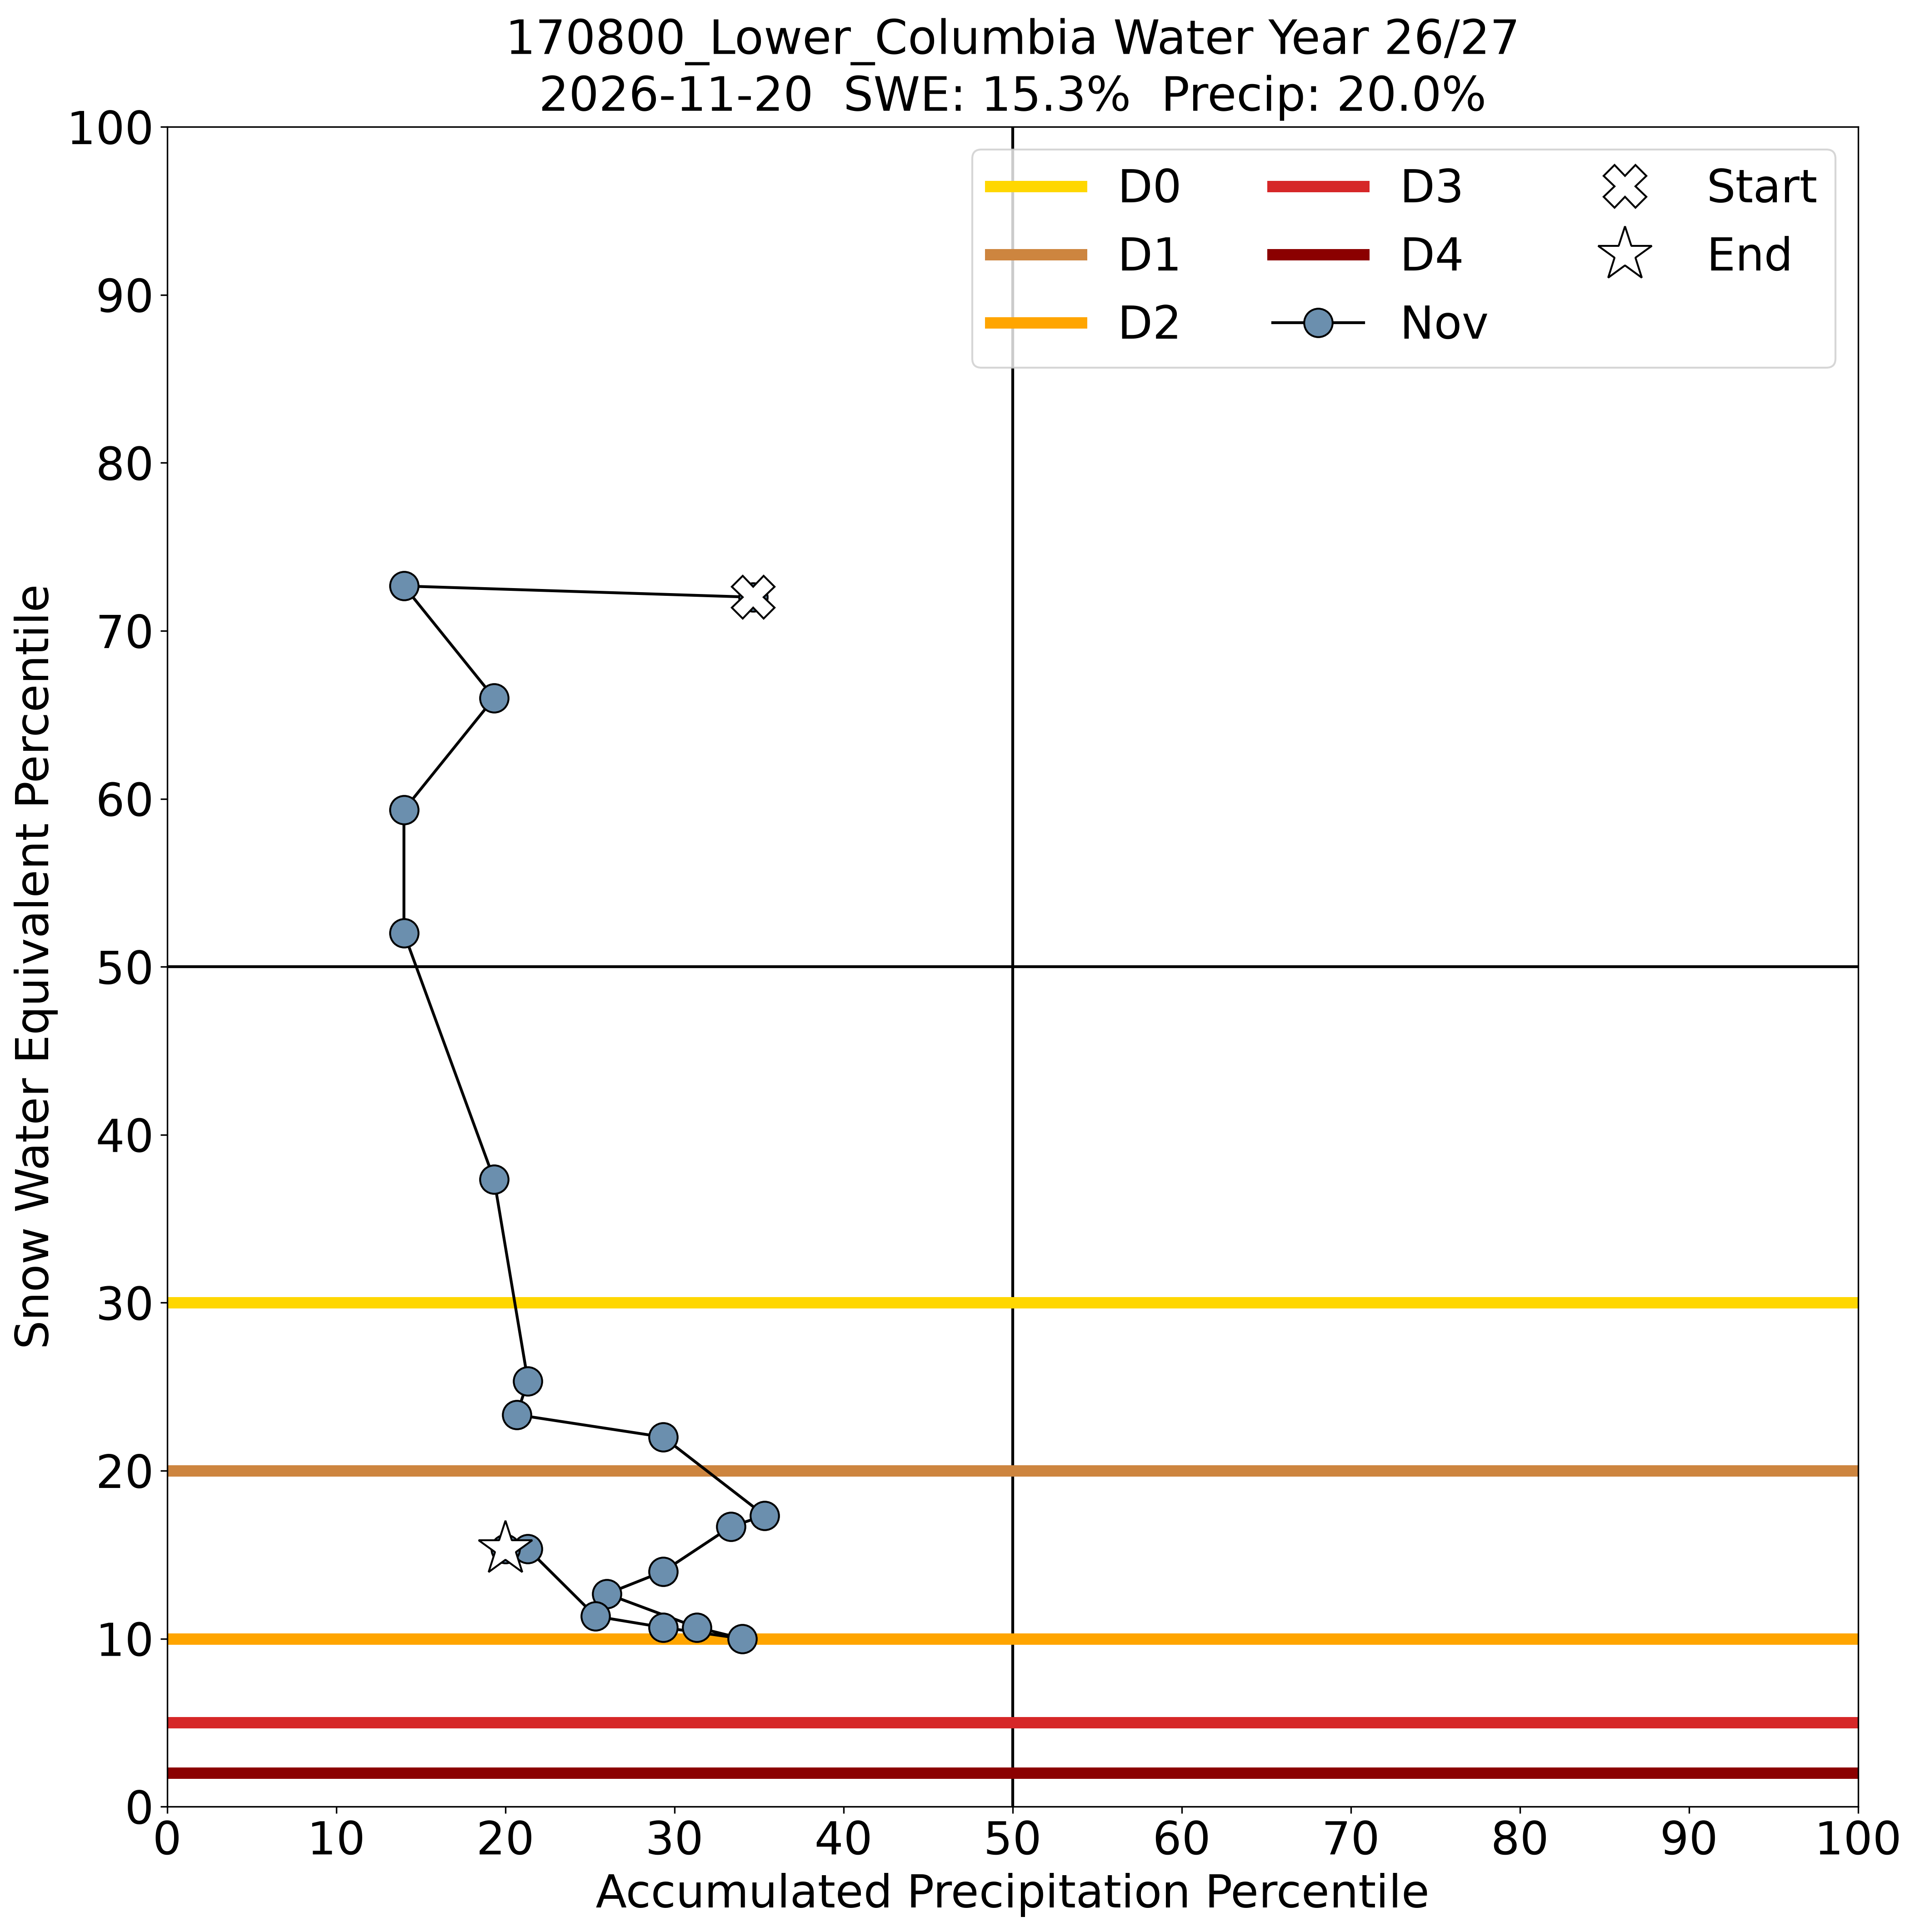 170800_Lower_Columbia Water Year 26/27
2026-11-20  SWE: 15.3%  Precip: 20.0%
D0
D1
D2
D3
D4
Nov
Start
End
Snow Water Equivalent Percentile
100
90
80
70
60
50
40
30
20
10
0
0 10 20 30 40 50 60 70 80 90 100
Accumulated Precipitation Percentile